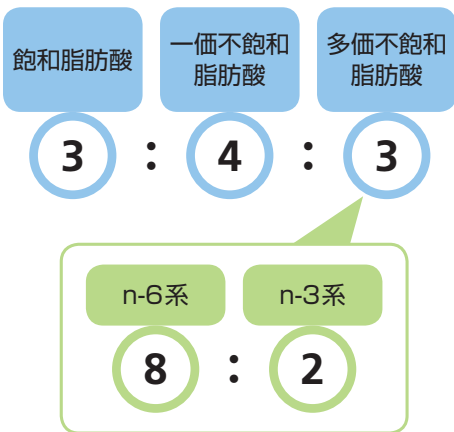 飽和脂肪酸
一価不飽和
脂肪酸
多価不飽和
脂肪酸
3 : 4 : 3
n-6系
n-3系
8 : 2